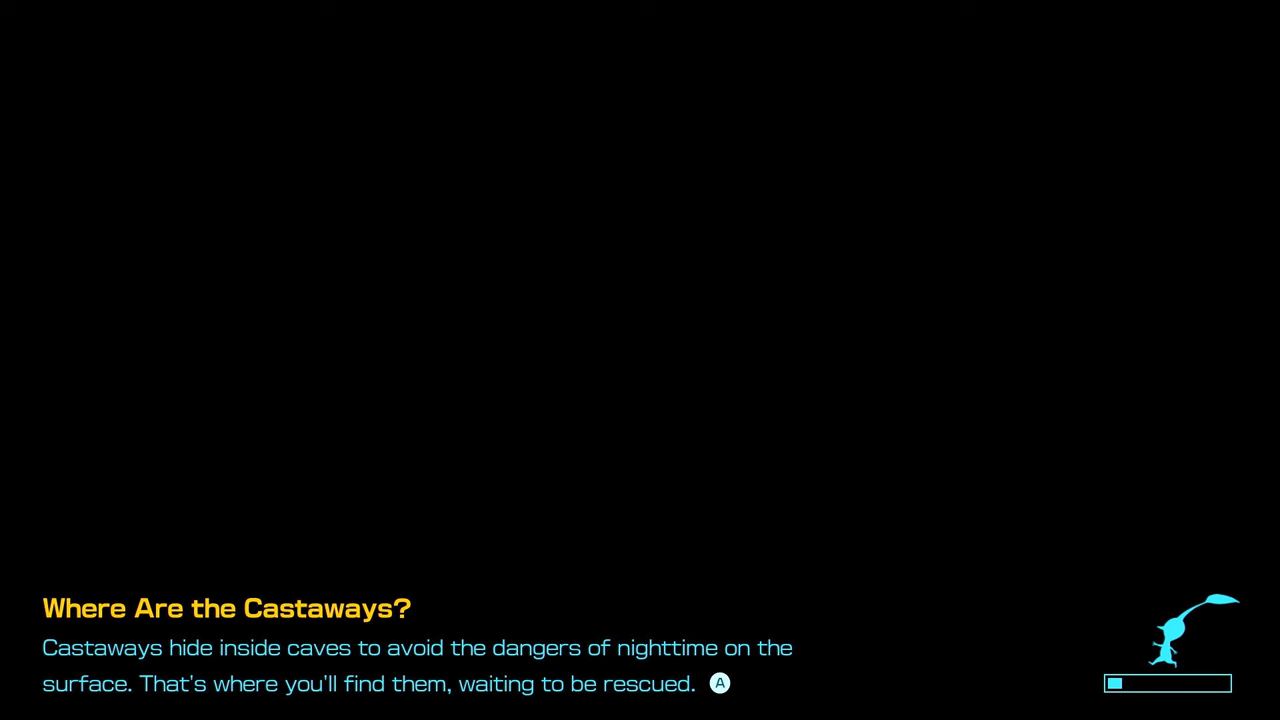 Where Are the Castaways?
Castaways hide inside caves to avoid the dangers of nighttime on the
surface. That's where you'll find them, waiting to be rescued. A